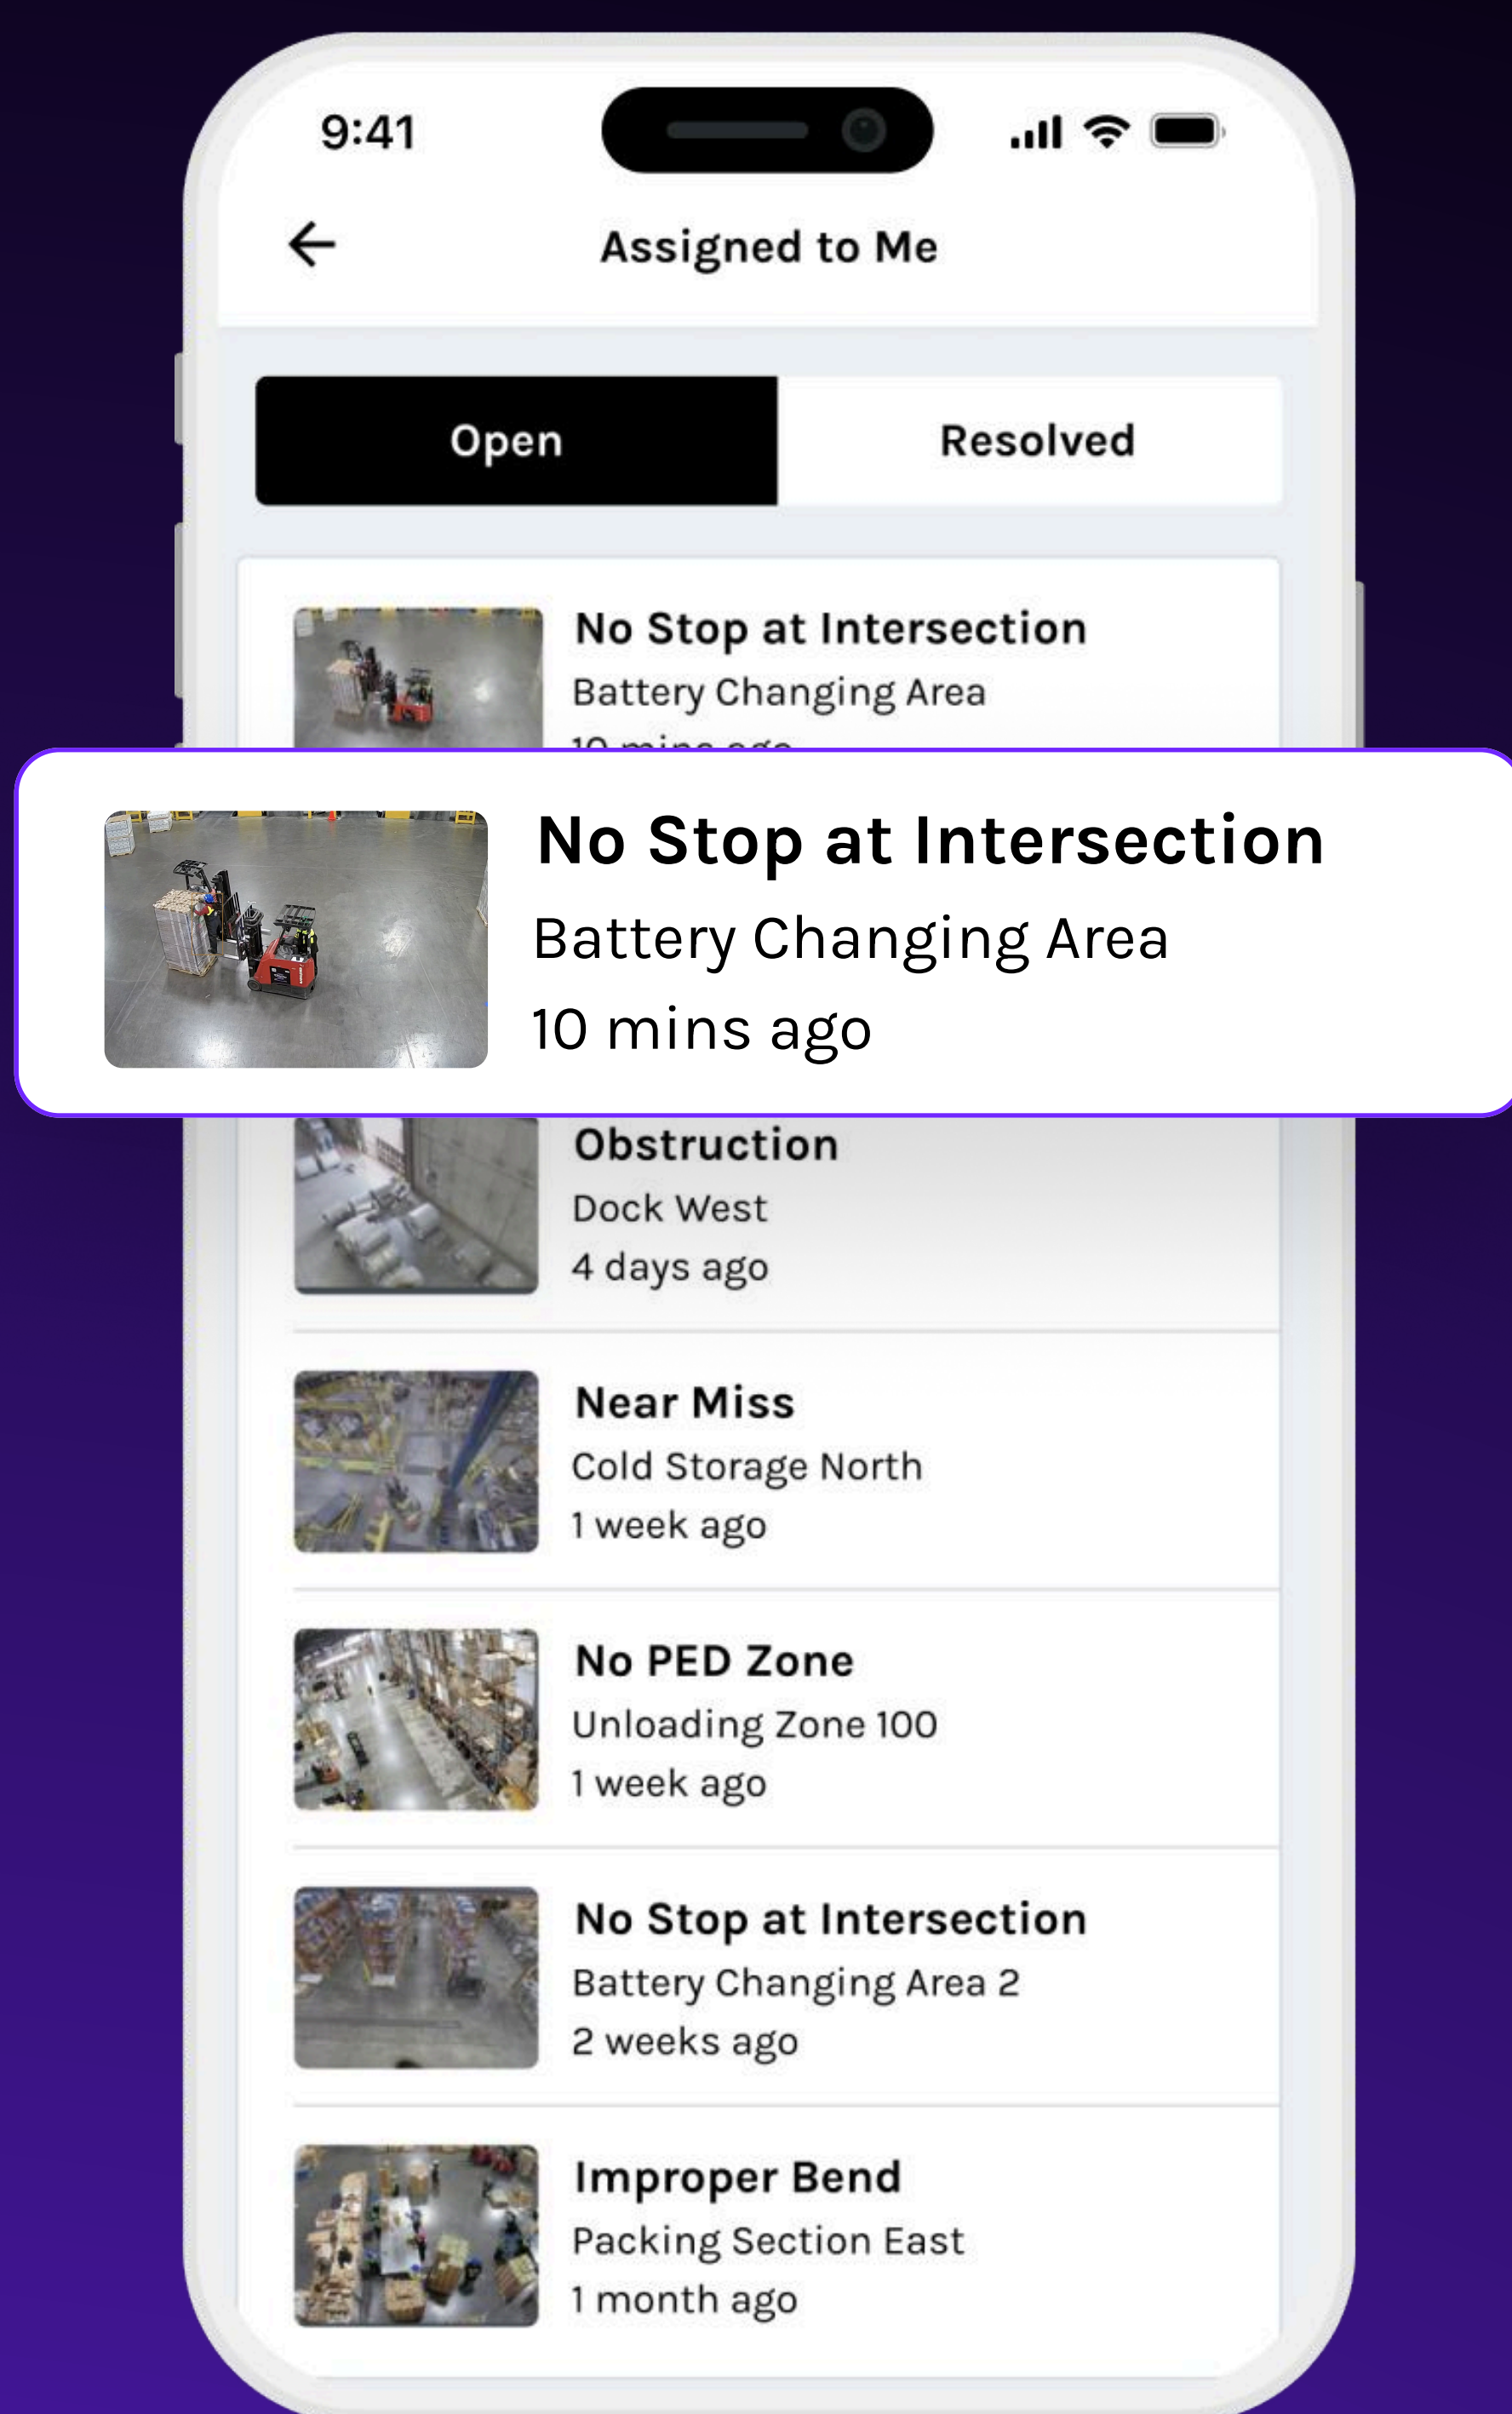 9:41
Assigned to Me
Open
Resolved
No Stop at Intersection
Battery Changing Area
10 mins ago
No Stop at Intersection
Battery Changing Area
10 mins ago
Obstruction
Dock West
4 days ago
Near Miss
Cold Storage North
1 week ago
No PED Zone
Unloading Zone 100
1 week ago
No Stop at Intersection
Battery Changing Area 2
2 weeks ago
Improper Bend
Packing Section East
1 month ago